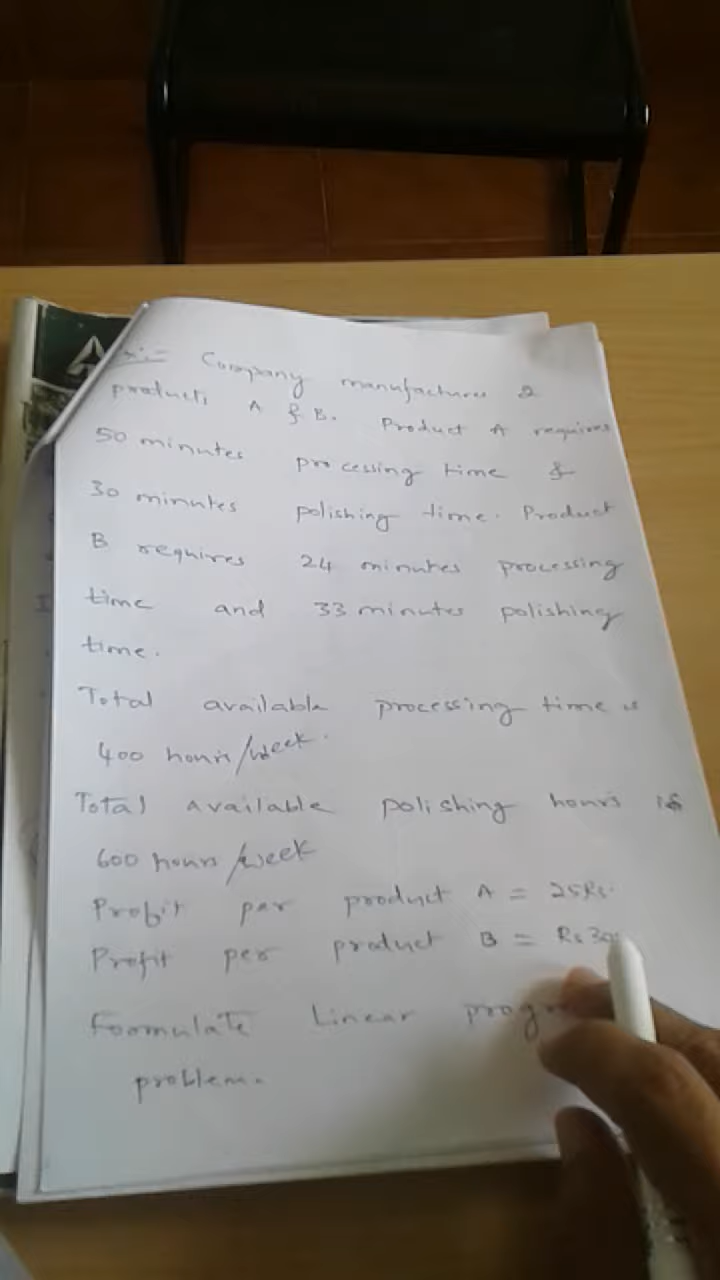 Company manufactures 2
products A & B. Product A requires
50 minutes processing time &
30 minutes polishing time. Product
B requires 24 minutes processing
time and 33 minutes polishing
time.
Total available processing time is
400 hours/week.
Total available polishing hours is
600 hours/week
Profit per product A = 25Rs.
Profit per product B = Rs
Formulate Linear
problem.